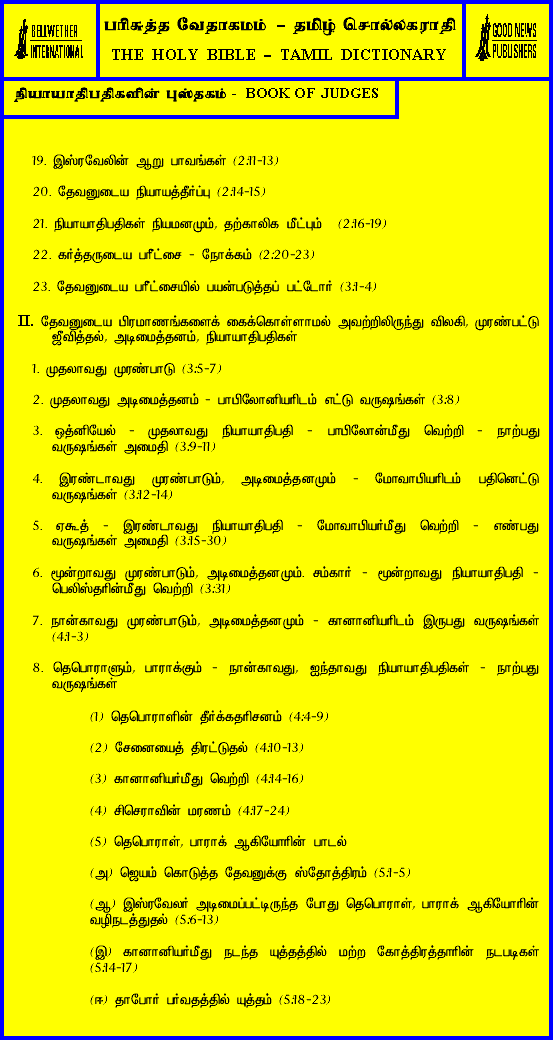 BELLWETHER
INTERNATIONAL
பரிசுத்த வேதாகமம் – தமிழ் சொல்லகராதி
THE HOLY BIBLE – TAMIL DICTIONARY
GOOD NEWS
PUBLISHERS
நியாயாதிபதிகளின் புஸ்தகம் - BOOK OF JUDGES
19. இஸ்ரவேலின் ஆறு பாவங்கள் (2:11-13)
20. தேவனுடைய நியாயத்தீர்ப்பு (2:14-15)
21. நியாயாதிபதிகள் நியமனமும், தற்காலிக மீட்பும் (2:16-19)
22. கர்த்தருடைய பரீட்சை - நோக்கம் (2:20-23)
23. தேவனுடைய பரீட்சையில் பயன்படுத்தப் பட்டோர் (3:1-4)
II. தேவனுடைய பிரமாணங்களைக் கைக்கொள்ளாமல் அவற்றிலிருந்து விலகி, முரண்பட்டு
ஜீவித்தல், அடிமைத்தனம், நியாயாதிபதிகள்
1. முதலாவது முரண்பாடு (3:5-7)
2. முதலாவது அடிமைத்தனம் - பாபிலோனியரிடம் எட்டு வருஷங்கள் (3:8)
3. ஒத்னியேல் - முதலாவது நியாயாதிபதி - பாபிலோன்மீது வெற்றி - நாற்பது
வருஷங்கள் அமைதி (3:9-11)
4. இரண்டாவது முரண்பாடும், அடிமைத்தனமும் - மோவாபியரிடம் பதினெட்டு
வருஷங்கள் (3:12-14)
5. ஏகூத் - இரண்டாவது நியாயாதிபதி - மோவாபியர்மீது வெற்றி - எண்பது
வருஷங்கள் அமைதி (3:15-30)
6. மூன்றாவது முரண்பாடும், அடிமைத்தனமும். சம்கார் - மூன்றாவது நியாயாதிபதி -
பெலிஸ்தரின்மீது வெற்றி (3:31)
7. நான்காவது முரண்பாடும், அடிமைத்தனமும் - கானானியரிடம் இருபது வருஷங்கள்
(4:1-3)
8. தெபொராளும், பாராக்கும் - நான்காவது, ஐந்தாவது நியாயாதிபதிகள் - நாற்பது
வருஷங்கள்
(1) தெபொராளின் தீர்க்கதரிசனம் (4:4-9)
(2) சேனையைத் திரட்டுதல் (4:10-13)
(3) கானானியர்மீது வெற்றி (4:14-16)
(4) சிசெராவின் மரணம் (4:17-24)
(5) தெபொராள், பாராக் ஆகியோரின் பாடல்
(அ) ஜெயம் கொடுத்த தேவனுக்கு ஸ்தோத்திரம் (5:1-5)
(ஆ) இஸ்ரவேலர் அடிமைப்பட்டிருந்த போது தெபொராள், பாராக் ஆகியோரின்
வழிநடத்துதல் (5:6-13)
(இ) கானானியர்மீது நடந்த யுத்தத்தில் மற்ற கோத்திரத்தாரின் நடபடிகள்
(5:14-17)
(ஈ) தாபோர் பர்வதத்தில் யுத்தம் (5:18-23)